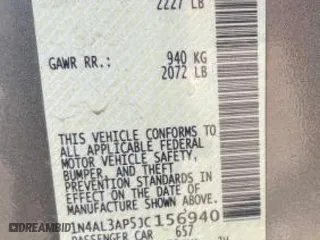 2227 LB
GAWR RR.: 940 KG
2072 LB
THIS VEHICLE CONFORMS TO
ALL APPLICABLE FEDERAL
MOTOR VEHICLE SAFETY,
BUMPER, AND THEFT
PREVENTION STANDARDS IN
EFFECT ON THE DATE OF
MANUFACTURE SHOWN ABOVE.
1N4AL3AP5JC156940
PASSENGER CAR 657
DREAMBID